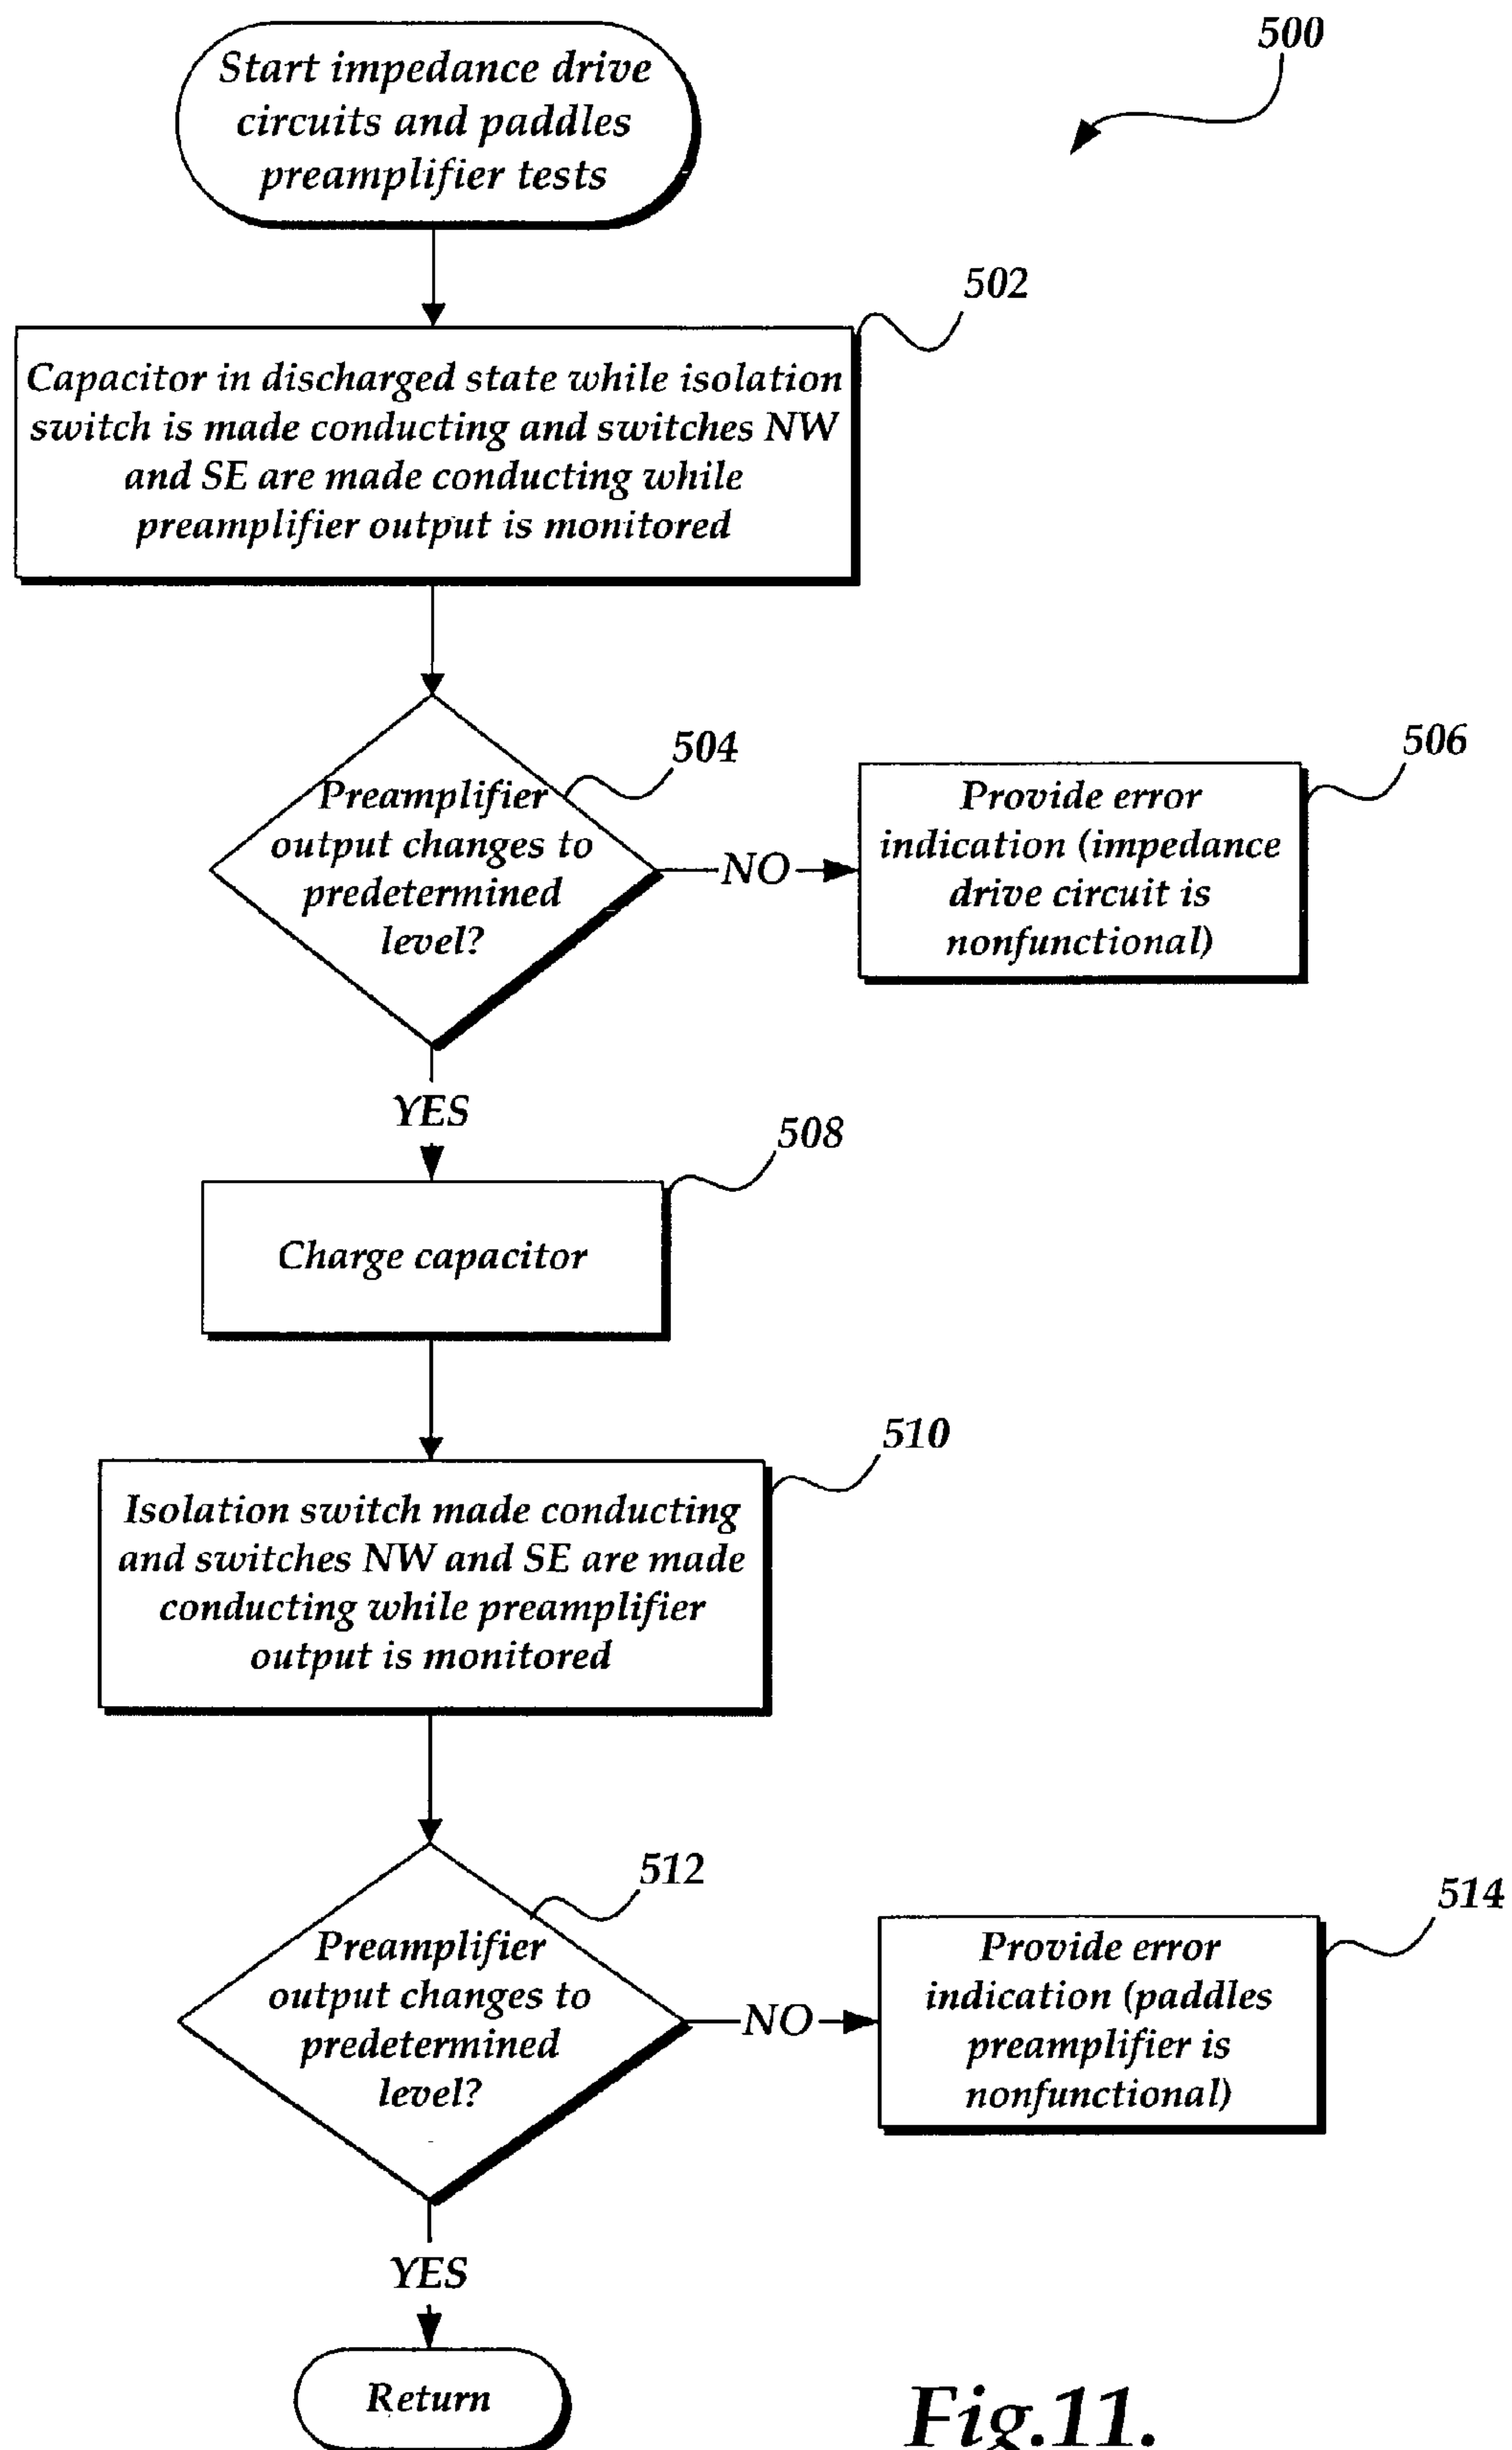 500
Start impedance drive
circuits and paddles
preamplifier tests
502
Capacitor in discharged state while isolation
switch is made conducting and switches NW
and SE are made conducting while
preamplifier output is monitored
504
Preamplifier
output changes to
predetermined
level?
NO
506
Provide error
indication (impedance
drive circuit is
nonfunctional)
YES
508
Charge capacitor
510
Isolation switch made conducting
and switches NW and SE are made
conducting while preamplifier
output is monitored
512
Preamplifier
output changes to
predetermined
level?
NO
514
Provide error
indication (paddles
preamplifier is
nonfunctional)
YES
Return
Fig.11.